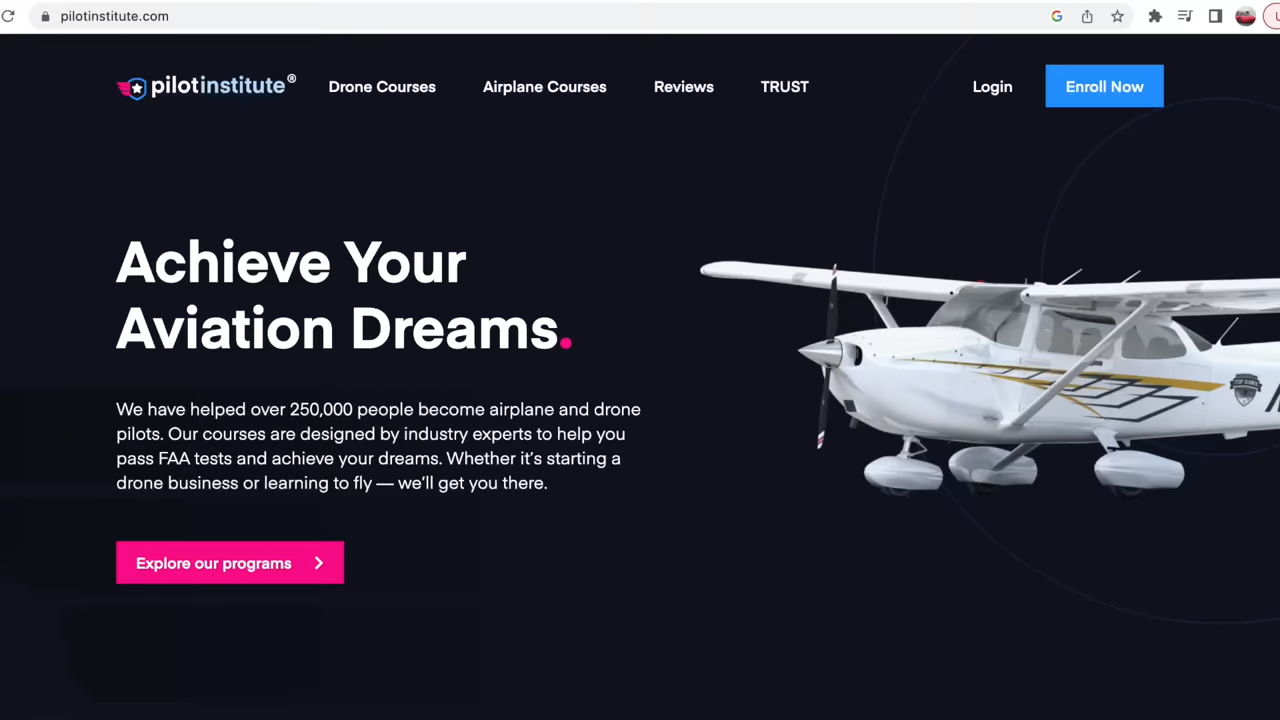 pilotinstitute.com
pilotinstitute®
Drone Courses
Airplane Courses
Reviews
TRUST
Login
Enroll Now
Achieve Your
Aviation Dreams.
We have helped over 250,000 people become airplane and drone
pilots. Our courses are designed by industry experts to help you
pass FAA tests and achieve your dreams. Whether it's starting a
drone business or learning to fly — we'll get you there.
Explore our programs